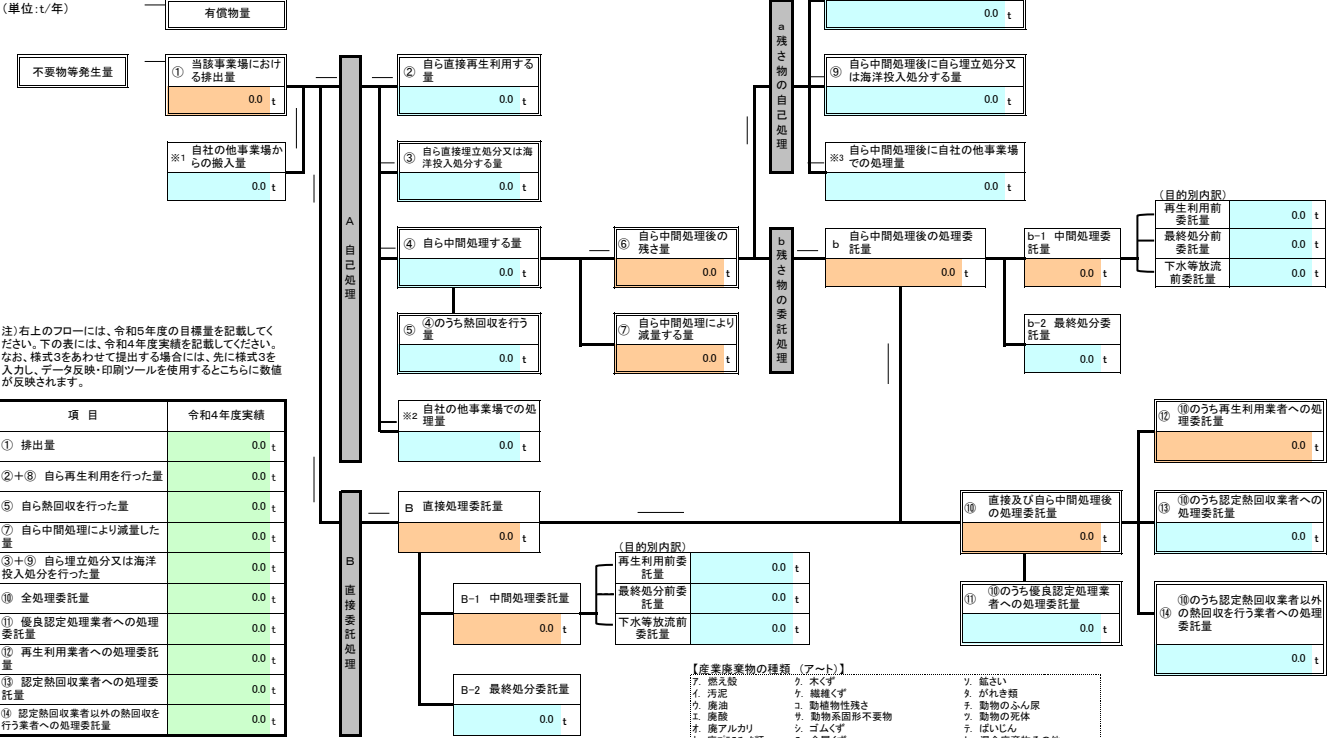 （単位:t/年）
有償物量
不要物等発生量
①
当該事業場におけ
る排出量
0.0 t
※1
自社の他事業場か
らの搬入量
0.0 t
A
自
己
処
理
②
自ら直接再生利用する
量
0.0 t
③
自ら直接埋立処分又は海
洋投入処分する量
0.0 t
④ 自ら中間処理する量
0.0 t
⑤
④のうち熱回収を行う
量
0.0 t
※2
自社の他事業場での処
理量
0.0 t
⑥
自ら中間処理後の
残さ量
0.0 t
⑦
自ら中間処理により
減量する量
0.0 t
a
残
さ
物
の
自
己
処
理
0.0 t
⑨
自ら中間処理後に自ら埋立処分又
は海洋投入処分する量
0.0 t
※3
自ら中間処理後に自社の他事業場
での処理量
0.0 t
b
残
さ
物
の
委
託
処
理
b
自ら中間処理後の処理委
託量
0.0 t
b-1 中間処理委
託量
0.0 t
b-2 最終処分委
託量
0.0 t
（目的別内訳）
再生利用前
委託量
0.0 t
最終処分前
委託量
0.0 t
下水等放流
前委託量
0.0 t
注）右上のフローには、令和5年度の目標量を記載してく
ださい。下の表には、令和4年度実績を記載してください。
なお、様式3をあわせて提出する場合には、先に様式3を
入力し、データ反映・印刷ツールを使用するとこちらに数値
が反映されます。
項 目 令和4年度実績
① 排出量 0.0 t
②＋⑧ 自ら再生利用を行った量 0.0 t
⑤ 自ら熱回収を行った量 0.0 t
⑦ 自ら中間処理により減量した
量
0.0 t
③＋⑨ 自ら埋立処分又は海洋
投入処分を行った量
0.0 t
⑩ 全処理委託量 0.0 t
⑪ 優良認定処理業者への処理
委託量
0.0 t
⑫ 再生利用業者への処理委託
量
0.0 t
⑬ 認定熱回収業者への処理委
託量
0.0 t
⑭ 認定熱回収業者以外の熱回収を
行う業者への処理委託量
0.0 t
B
直
接
委
託
処
理
B 直接処理委託量
0.0 t
B-1 中間処理委託量
0.0 t
B-2 最終処分委託量
0.0 t
（目的別内訳）
再生利用前委
託量
0.0 t
最終処分前委
託量
0.0 t
下水等放流前
委託量
0.0 t
⑩
直接及び自ら中間処理後
の処理委託量
0.0 t
⑪
⑩のうち優良認定処理業
者への処理委託量
0.0 t
⑫
⑩のうち再生利用業者への処
理委託量
0.0 t
⑬
⑩のうち認定熱回収業者への
処理委託量
0.0 t
⑭
⑩のうち認定熱回収業者以外
の熱回収を行う業者への処理
委託量
0.0 t
【産業廃棄物の種類 （ア～ト）】
ア. 燃え殻 ク. 木くず ソ. 鉱さい
イ. 汚泥 ケ. 繊維くず タ. がれき類
ウ. 廃油 コ. 動植物性残さ チ. 動物のふん尿
エ. 廃酸 サ. 動物系固形不要物 ツ. 動物の死体
オ. 廃アルカリ シ. ゴムくず テ. ばいじん